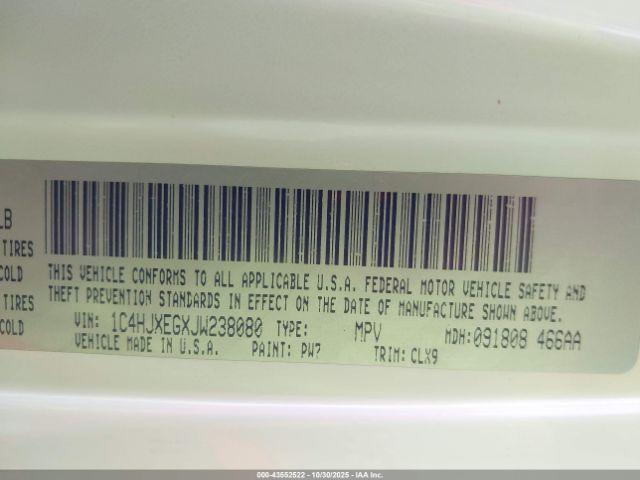 LB
TIRES
COLD
TIRES
COLD
THIS VEHICLE CONFORMS TO ALL APPLICABLE U.S.A. FEDERAL MOTOR VEHICLE SAFETY AND
THEFT PREVENTION STANDARDS IN EFFECT ON THE DATE OF MANUFACTURE SHOWN ABOVE.
VIN: 1C4HJXEGXJW238080 TYPE: MPV MDH: 091808 466AA
VEHICLE MADE IN U.S.A. PAINT: PW7 TRIM: CLX9
000-43552522 - 10/30/2025 - IAA Inc.